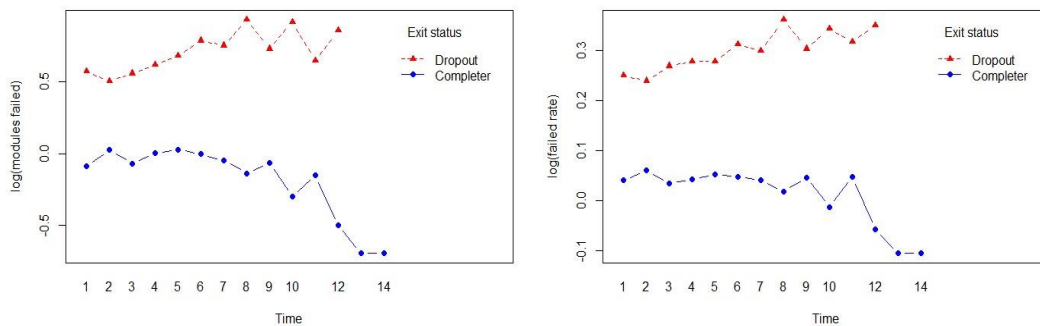 log(modules failed)
0.5
0.0
-0.5
Exit status
Dropout
Completer
1 2 3 4 5 6 7 8 9 10 12 14
Time
log(failed rate)
0.3
0.2
0.1
0.0
-0.1
Exit status
Dropout
Completer
1 2 3 4 5 6 7 8 9 10 12 14
Time